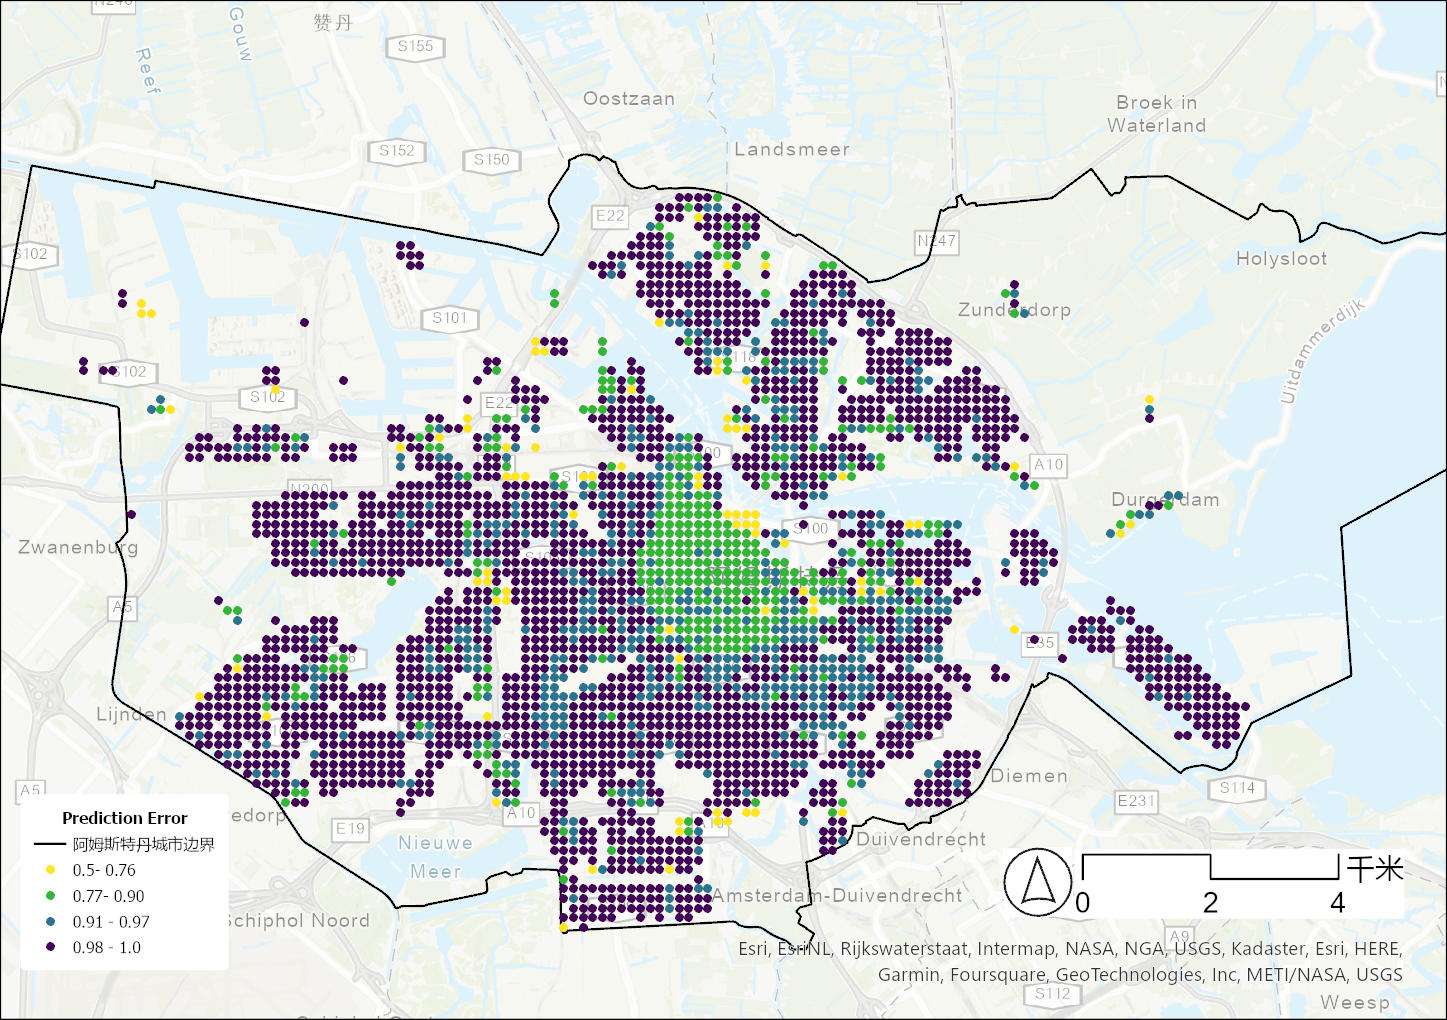 赞丹
Gouw
Reef
S155
Oostzaan
Broek in
Waterland
S152
S150
Landsmeer
E22
N247
S102
Holysloot
Zunderdorp
S101
Uitdammerdijk
S102
S102
E22
A10
N200
Durgerdam
S100
Zwanenburg
A5
E35
Lijnden
Diemen
A5
S114
E231
A10
E19
Duivendrecht
Nieuwe
Meer
Prediction Error
阿姆斯特丹城市边界
0.5- 0.76
0.77- 0.90
0.91 - 0.97
0.98 - 1.0
千米
0 2 4
Amsterdam-Duivendrecht
Schiphol Noord
A9
Esri, EsriNL, Rijkswaterstaat, Intermap, NASA, NGA, USGS, Kadaster, Esri, HERE,
Garmin, Foursquare, GeoTechnologies, Inc, METI/NASA, USGS
S112
Weesp